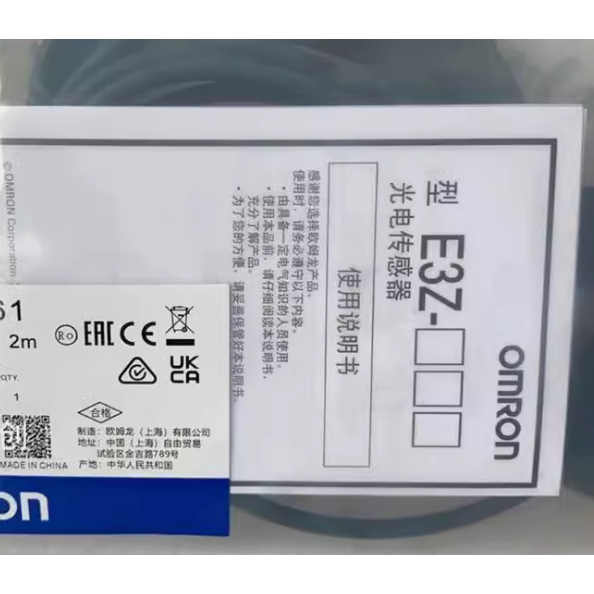 OMRON
型 E3Z-□□□
光电传感器
使用说明书
感谢您选择欧姆龙产品。
使用时，请务必遵守以下内容。
・由具备一定电气知识的人员使用。
・使用本品前，请仔细阅读本说明书，
充分了解产品。
・为了您的方便，请妥善保管好本说明书。
© OMRON Corporation
61
2m
QTY.
1
Ro
EAC CE
UK
CA
合格
制造：欧姆龙（上海）有限公司
地址：中国（上海）自由贸易
试验区金吉路789号
产地：中华人民共和国
MADE IN CHINA
on